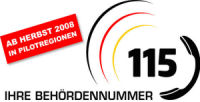 AB HERBST 2008
IN PILOTREGIONEN
115
IHRE BEHÖRDENNUMMER